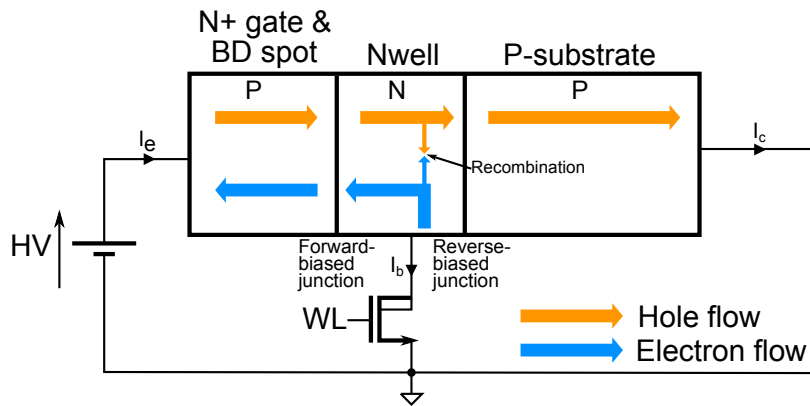 N+ gate &
BD spot
Nwell
P-substrate
P
N
P
Ie
Ic
Recombination
HV
Forward-
biased
junction
Ib
Reverse-
biased
junction
WL
Hole flow
Electron flow